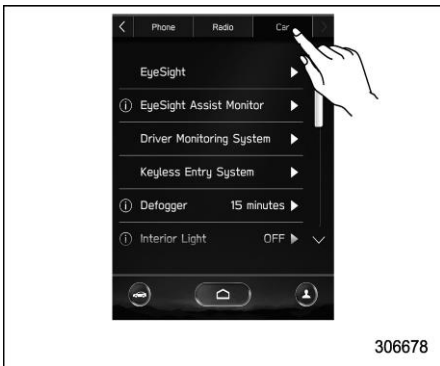 Phone Radio Car
EyeSight
EyeSight Assist Monitor
Driver Monitoring System
Keyless Entry System
Defogger 15 minutes
Interior Light OFF
306678